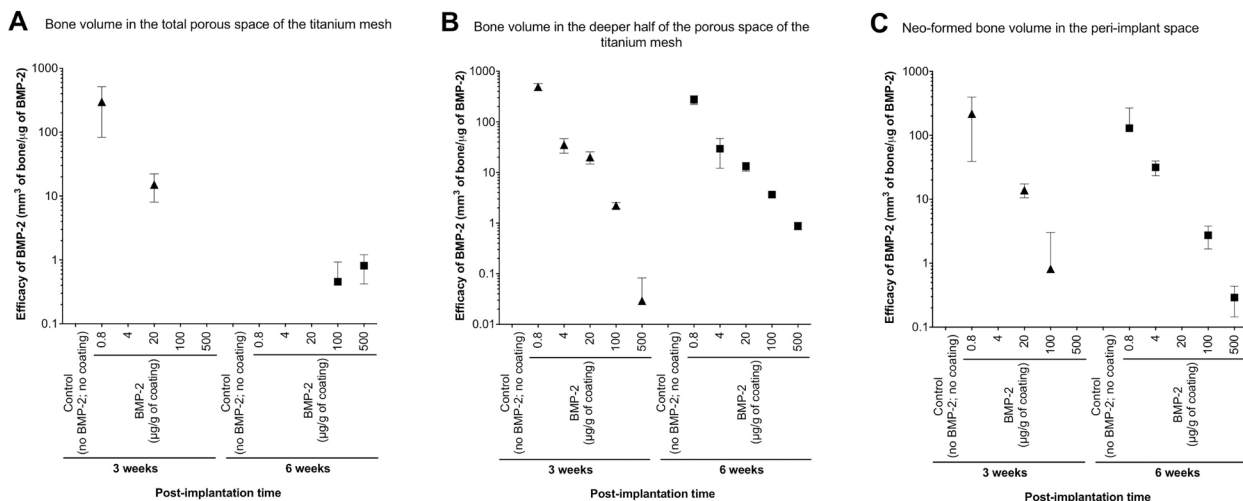 A
Bone volume in the total porous space of the titanium mesh
Efficacy of BMP-2 (mm³ of bone/μg of BMP-2)
1000
100
10
1
0.1
Control
(no BMP-2; no coating)
0.8
4
20
100
500
BMP-2
(μg/g of coating)
Control
(no BMP-2; no coating)
0.8
4
20
100
500
BMP-2
(μg/g of coating)
3 weeks
6 weeks
Post-implantation time
B
Bone volume in the deeper half of the porous space of the
titanium mesh
Efficacy of BMP-2 (mm³ of bone/μg of BMP-2)
1000
100
10
1
0.1
0.01
Control
(no BMP-2; no coating)
0.8
4
20
100
500
BMP-2
(μg/g of coating)
Control
(no BMP-2; no coating)
0.8
4
20
100
500
BMP-2
(μg/g of coating)
3 weeks
6 weeks
Post-implantation time
C
Neo-formed bone volume in the peri-implant space
Efficacy of BMP-2 (mm³ of bone/μg of BMP-2)
1000
100
10
1
0.1
Control
(no BMP-2; no coating)
0.8
4
20
100
500
BMP-2
(μg/g of coating)
Control
(no BMP-2; no coating)
0.8
4
20
100
500
BMP-2
(μg/g of coating)
3 weeks
6 weeks
Post-implantation time